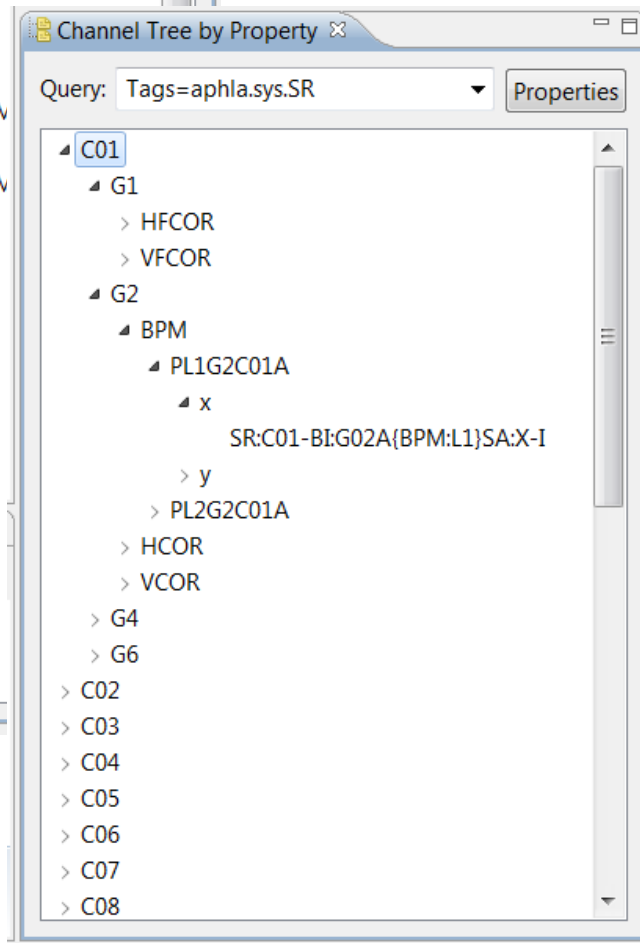 Channel Tree by Property
Query: Tags=aphla.sys.SR Properties
C01
G1
HFCOR
VFCOR
G2
BPM
PL1G2C01A
x
SR:C01-BI:G02A{BPM:L1}SA:X-I
y
PL2G2C01A
HCOR
VCOR
G4
G6
C02
C03
C04
C05
C06
C07
C08